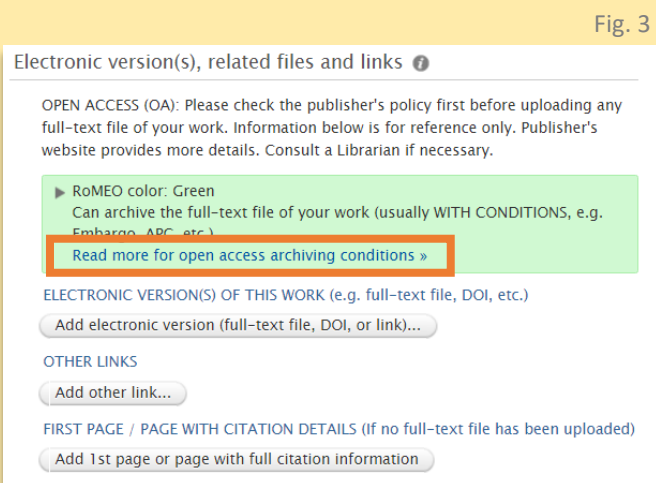 Fig. 3
Electronic version(s), related files and links
OPEN ACCESS (OA): Please check the publisher's policy first before uploading any
full-text file of your work. Information below is for reference only. Publisher's
website provides more details. Consult a Librarian if necessary.
RoMEO color: Green
Can archive the full-text file of your work (usually WITH CONDITIONS, e.g.
Embargo, APC, etc.)
Read more for open access archiving conditions »
ELECTRONIC VERSION(S) OF THIS WORK (e.g. full-text file, DOI, etc.)
Add electronic version (full-text file, DOI, or link)...
OTHER LINKS
Add other link...
FIRST PAGE / PAGE WITH CITATION DETAILS (If no full-text file has been uploaded)
Add 1st page or page with full citation information